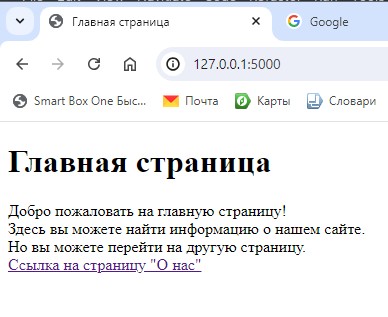 Главная страница
Google
127.0.0.1:5000
Smart Box One Быс...
Почта
Карты
Словари
Главная страница
Добро пожаловать на главную страницу!
Здесь вы можете найти информацию о нашем сайте.
Но вы можете перейти на другую страницу.
Ссылка на страницу "О нас"